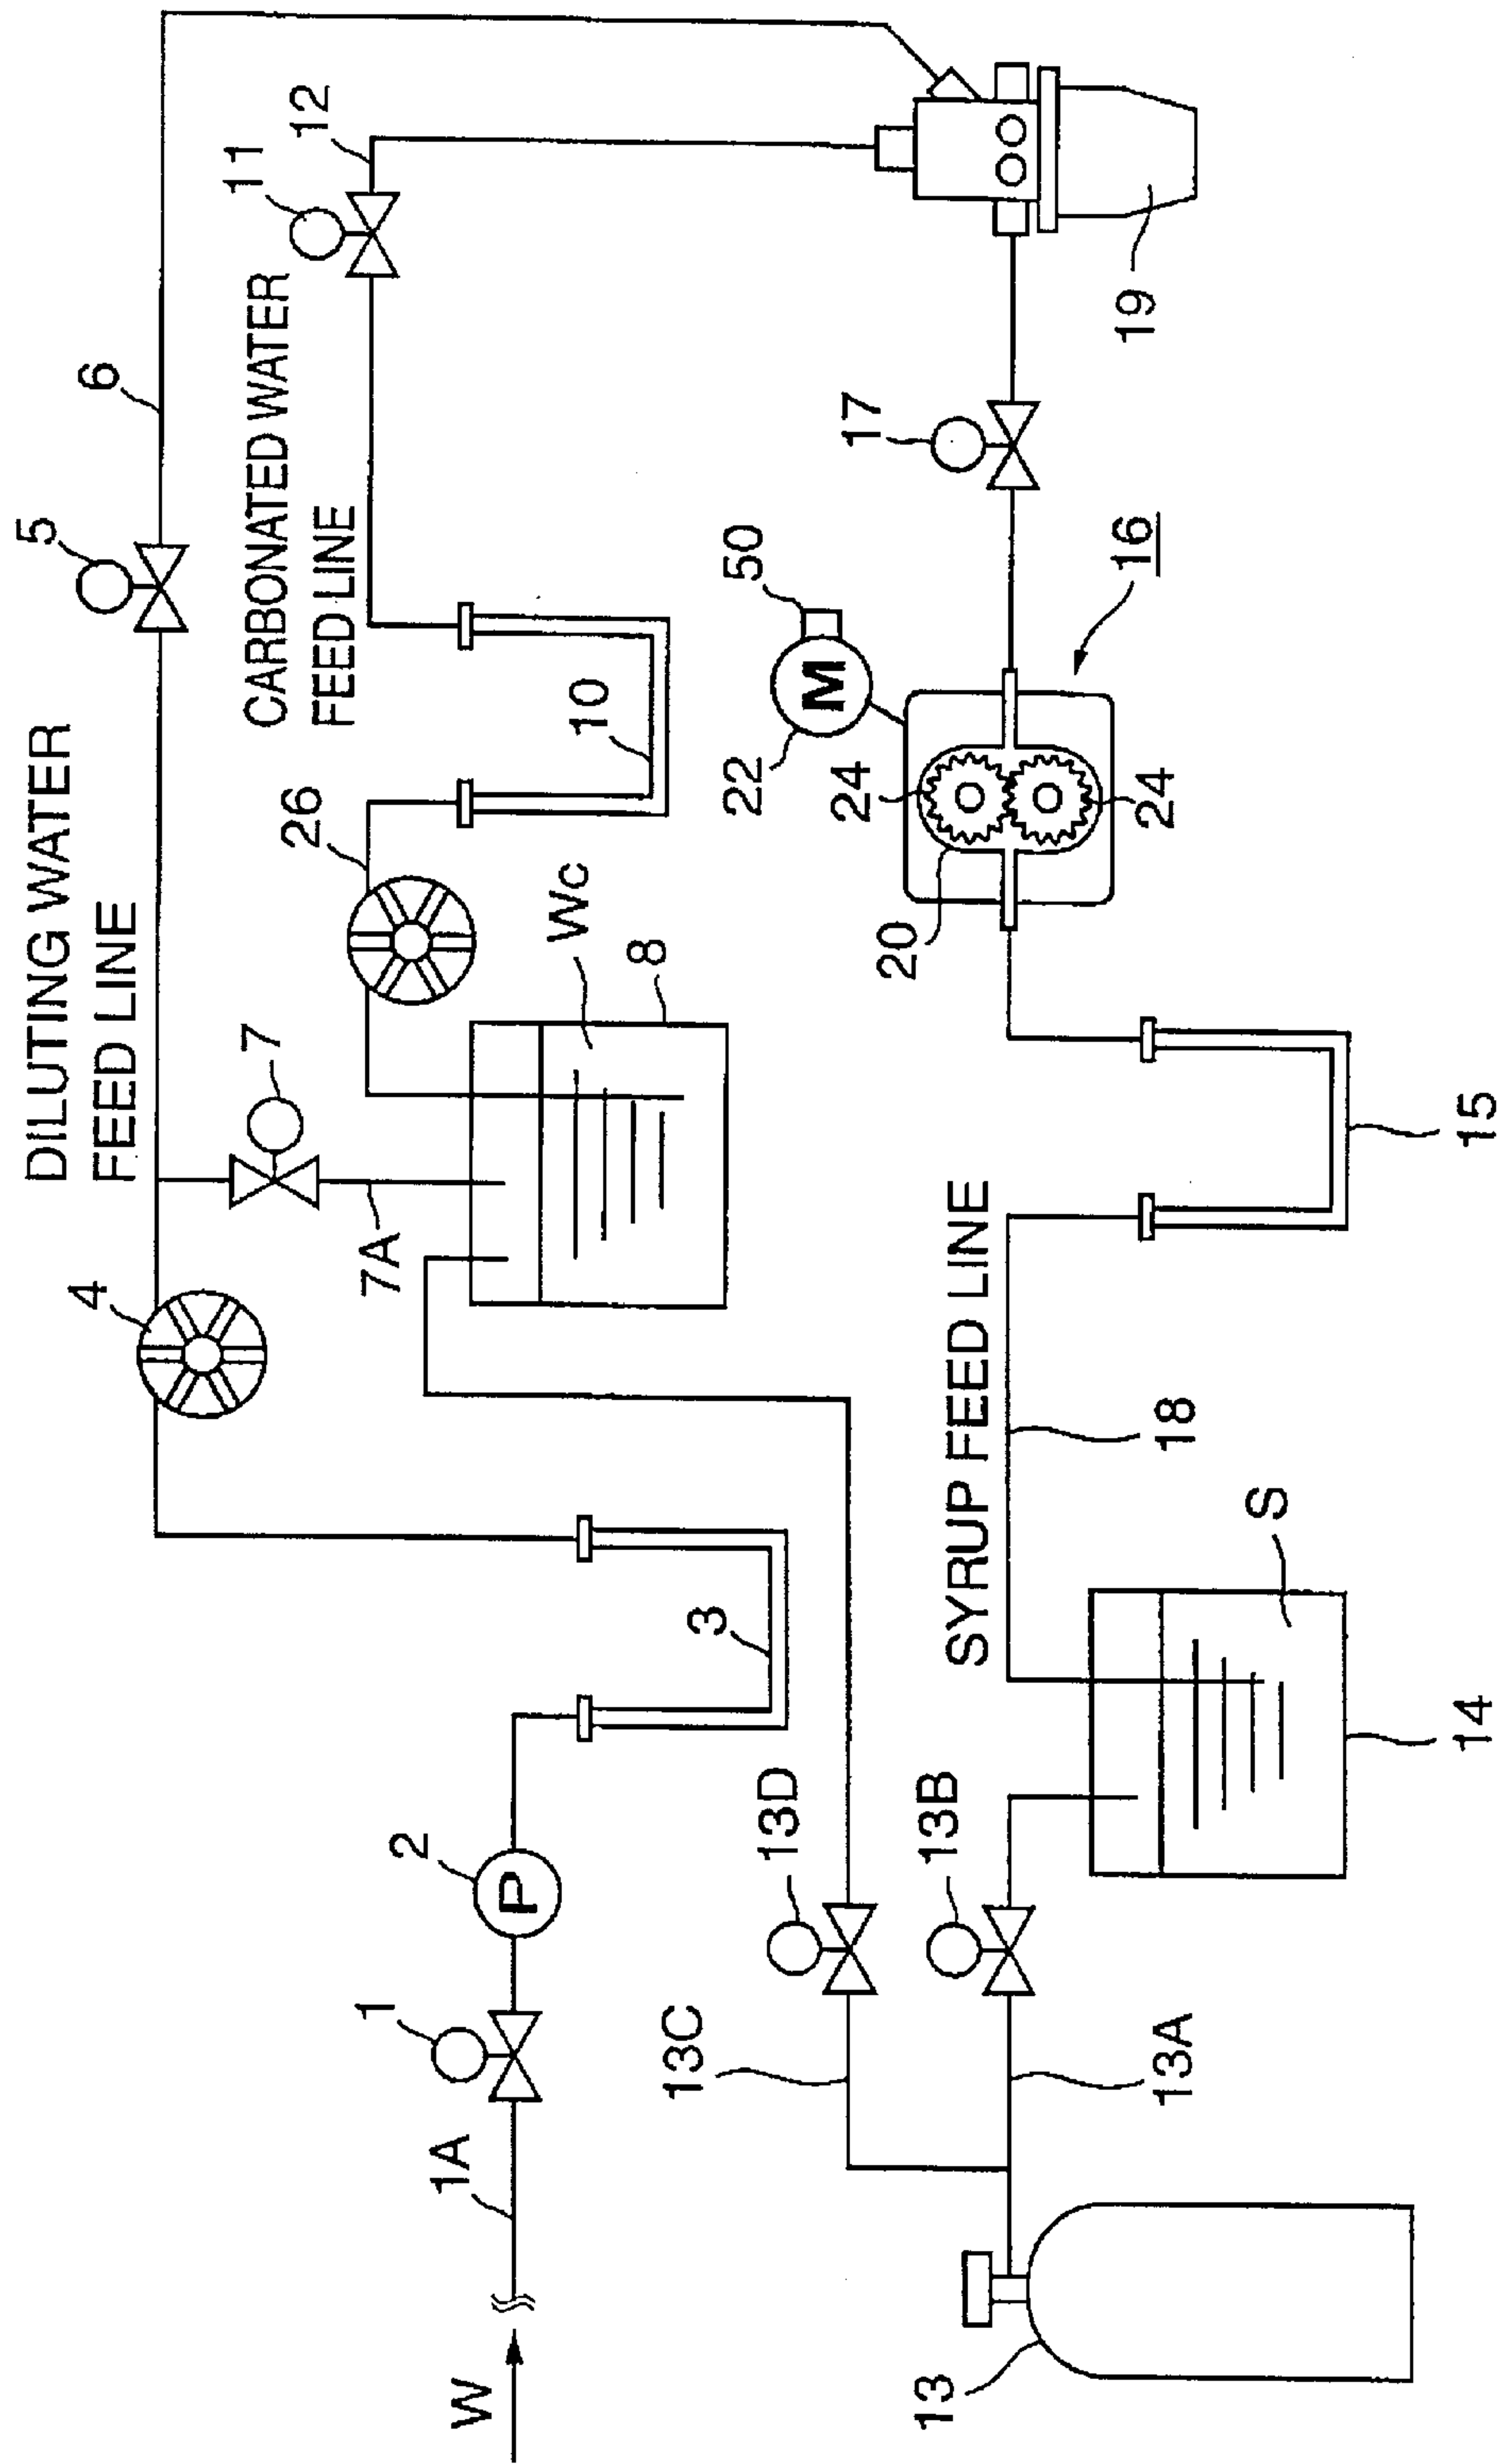 DILUTING WATER
FEED LINE
CARBONATED WATER
FEED LINE
SYRUP FEED LINE
W
1A
1
2
P
3
4
5
6
7
7A
8
Wc
26
10
11
12
13
13A
13B
13C
13D
14
S
18
15
20
24
24
22
M
50
16
17
19